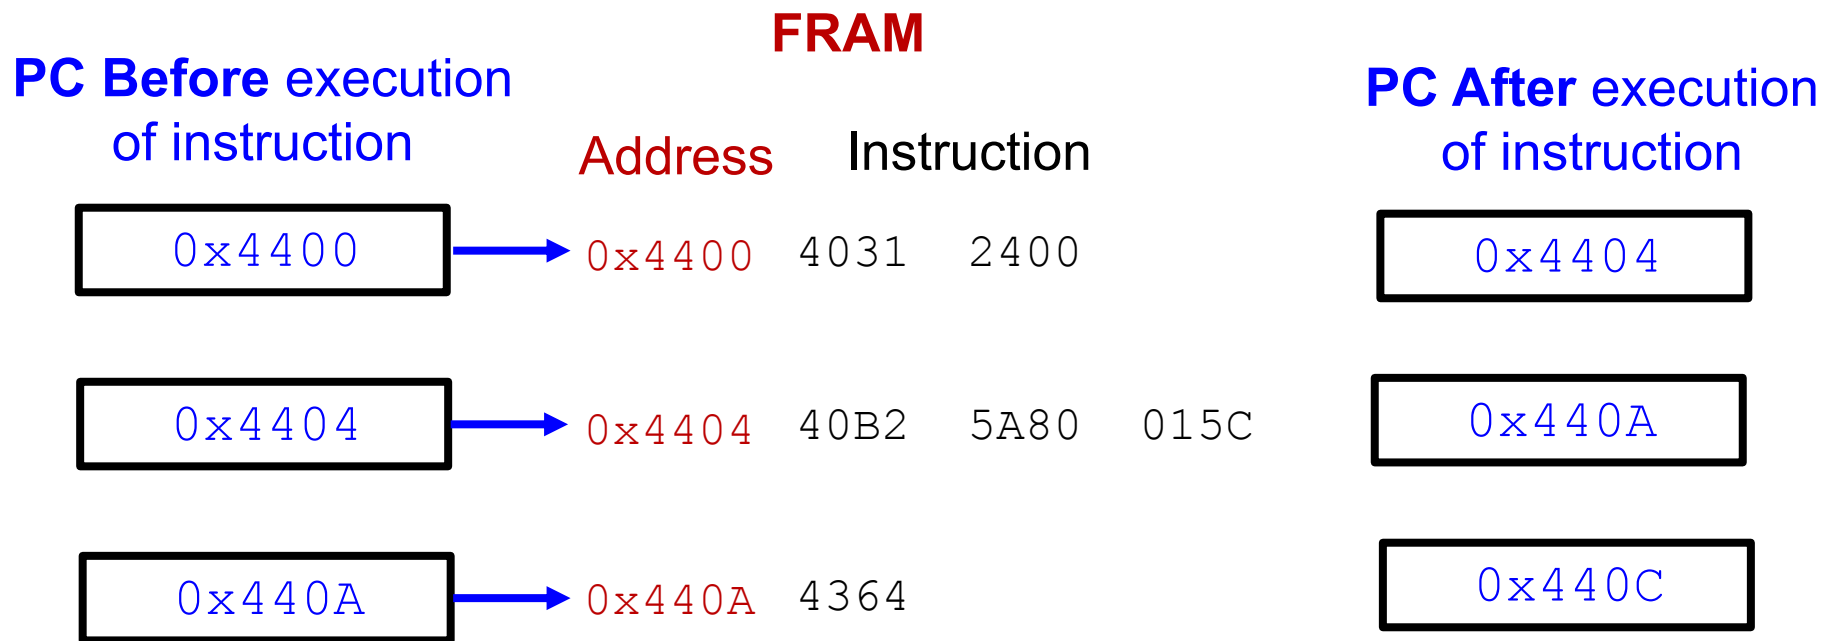 FRAM
PC Before execution
of instruction
Address
Instruction
PC After execution
of instruction
0x4400
0x4400 4031 2400
0x4404
0x4404
0x4404 40B2 5A80 015C
0x440A
0x440A
0x440A 4364
0x440C